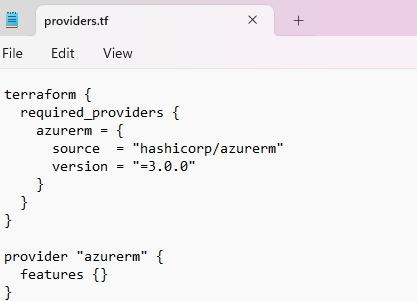 providers.tf
File Edit View
terraform {
  required_providers {
    azurerm = {
      source  = "hashicorp/azurerm"
      version = "=3.0.0"
    }
  }
}

provider "azurerm" {
  features {}
}